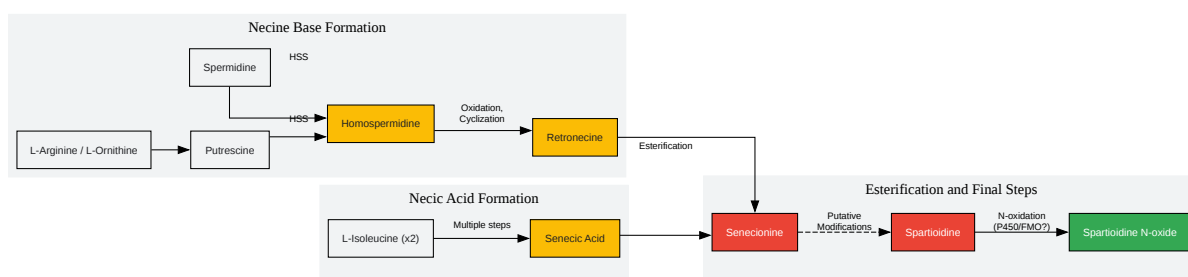 Necine Base Formation
Spermidine
HSS
HSS
Homospermidine
Oxidation,
Cyclization
Retronecine
L-Arginine / L-Ornithine
Putrescine
Esterification
Necic Acid Formation
L-Isoleucine (x2)
Multiple steps
Senecic Acid
Esterification and Final Steps
Senecionine
Putative
Modifications
Spartioidine
N-oxidation
(P450/FMO?)
Spartioidine N-oxide